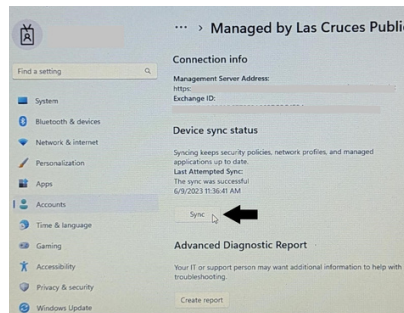 ··· > Managed by Las Cruces Publi
Connection info
Find a setting
Management Server Address:
https:
Exchange ID:
System
Bluetooth & devices
Device sync status
Network & internet
Syncing keeps security policies, network profiles, and managed
applications up to date.
Personalization
Last Attempted Sync:
The sync was successful
Apps
6/9/2023 11:36:41 AM
Accounts
Sync
Time & language
Gaming
Advanced Diagnostic Report
Accessibility
Your IT or support person may want additional information to help with
troubleshooting.
Privacy & security
Create report
Windows Update